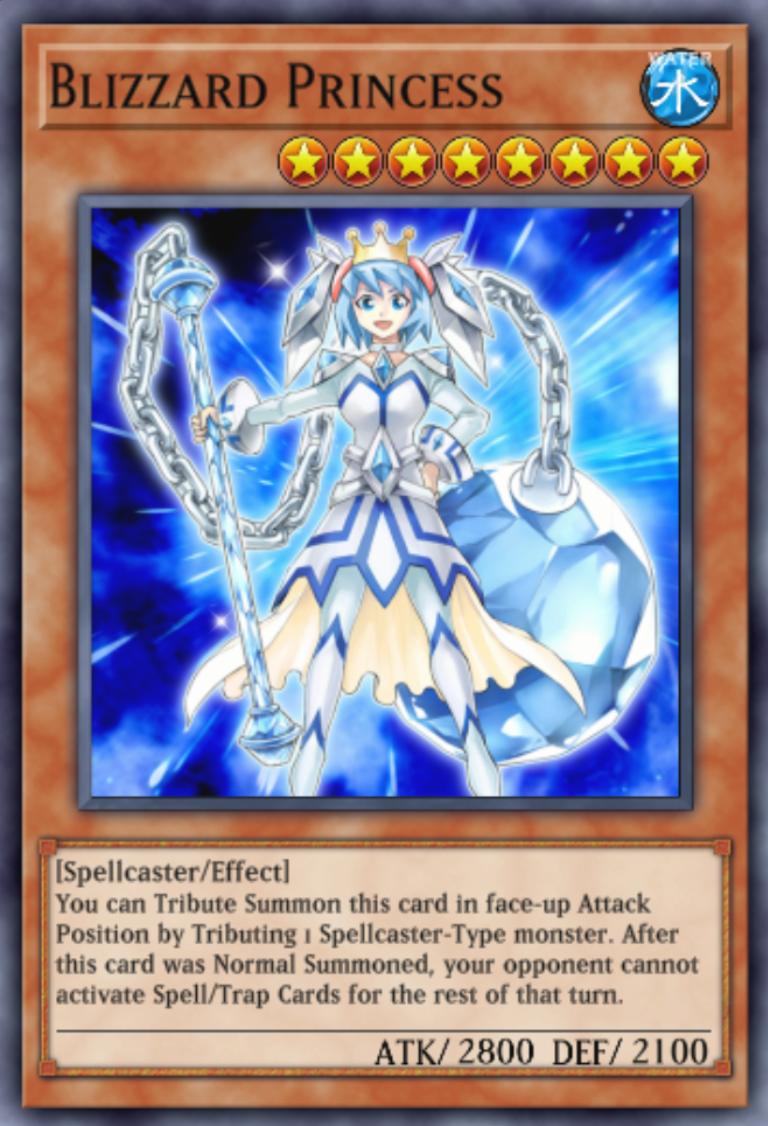 Blizzard Princess
WATER
水
[Spellcaster/Effect]
You can Tribute Summon this card in face-up Attack
Position by Tributing 1 Spellcaster-Type monster. After
this card was Normal Summoned, your opponent cannot
activate Spell/Trap Cards for the rest of that turn.
ATK/ 2800 DEF/ 2100